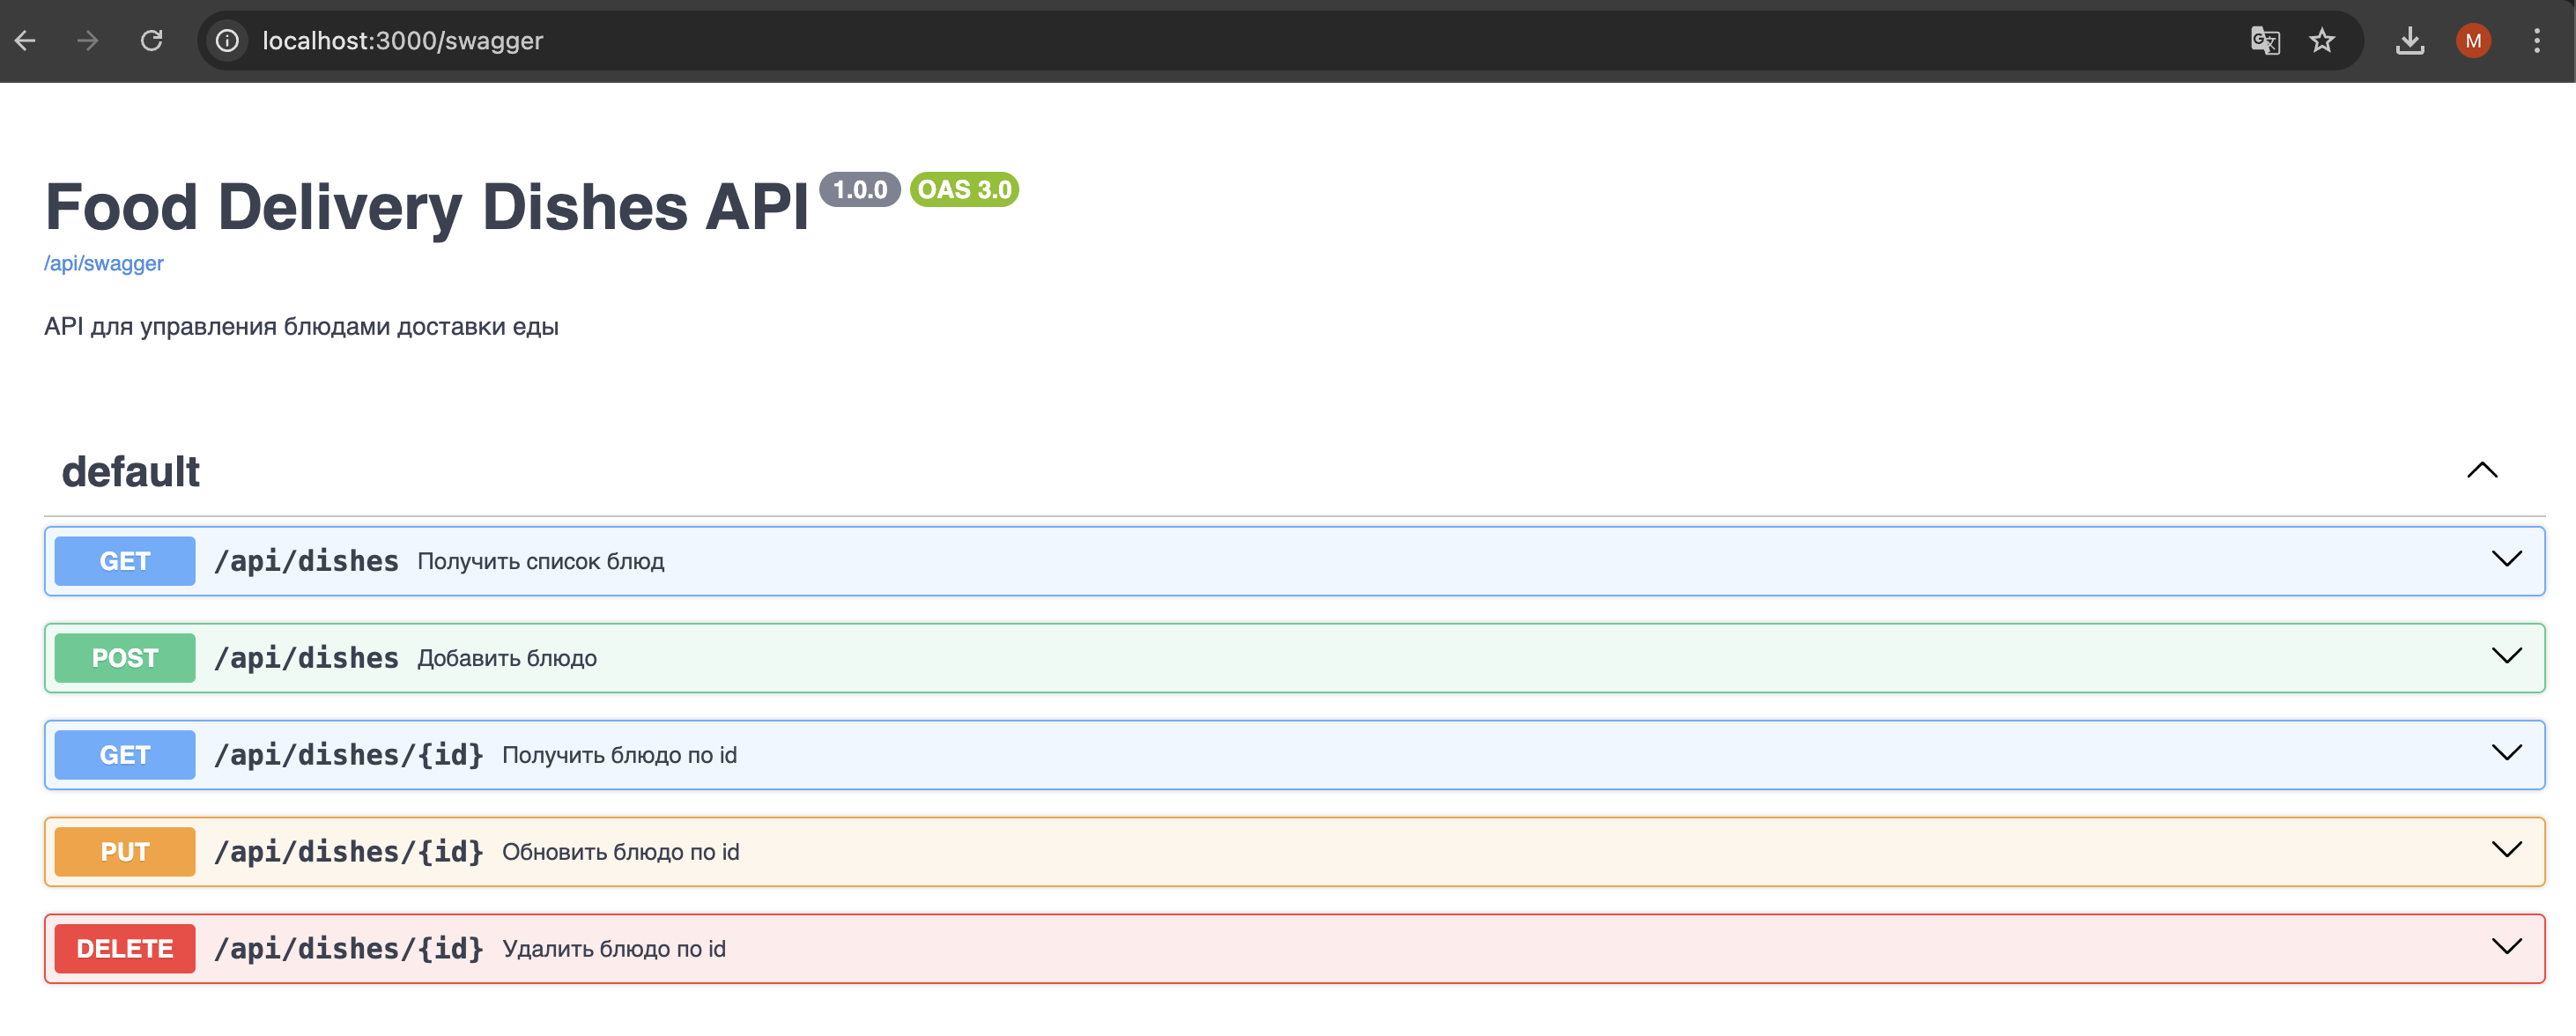 localhost:3000/swagger
M
Food Delivery Dishes API 1.0.0 OAS 3.0
/api/swagger
API для управления блюдами доставки еды
default
GET /api/dishes Получить список блюд
POST /api/dishes Добавить блюдо
GET /api/dishes/{id} Получить блюдо по id
PUT /api/dishes/{id} Обновить блюдо по id
DELETE /api/dishes/{id} Удалить блюдо по id